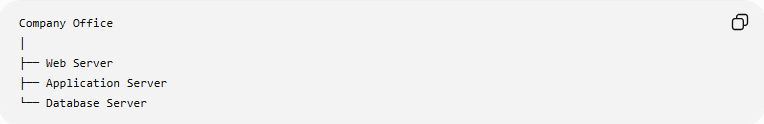 Company Office
│
├── Web Server
├── Application Server
└── Database Server